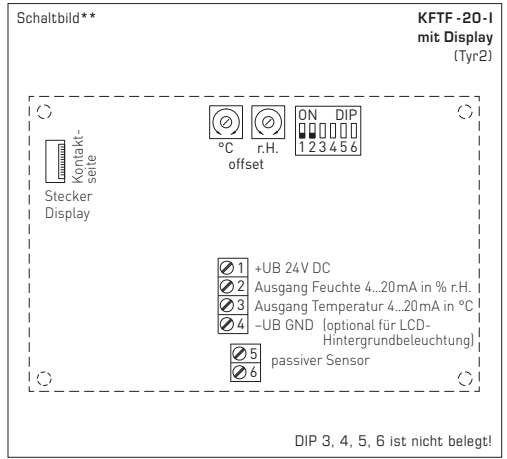 Schaltbild**
KFTF-20-I
mit Display
(Tyr2)
ON DIP
1 2 3 4 5 6
°C r.H.
offset
Kontakt-
seite
Stecker
Display
1 +UB 24V DC
2 Ausgang Feuchte 4...20mA in % r.H.
3 Ausgang Temperatur 4...20mA in °C
4 –UB GND (optional für LCD-
Hintergrundbeleuchtung)
5
passiver Sensor
6
DIP 3, 4, 5, 6 ist nicht belegt!